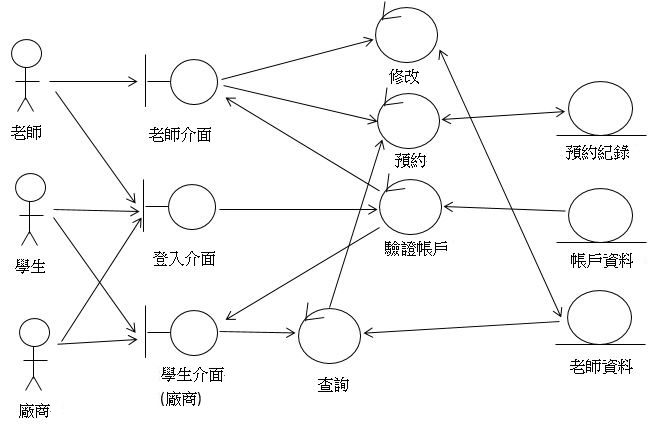 修改
老師
老師介面
預約
預約紀錄
學生
登入介面
驗證帳戶
帳戶資料
廠商
學生介面
(廠商)
查詢
老師資料